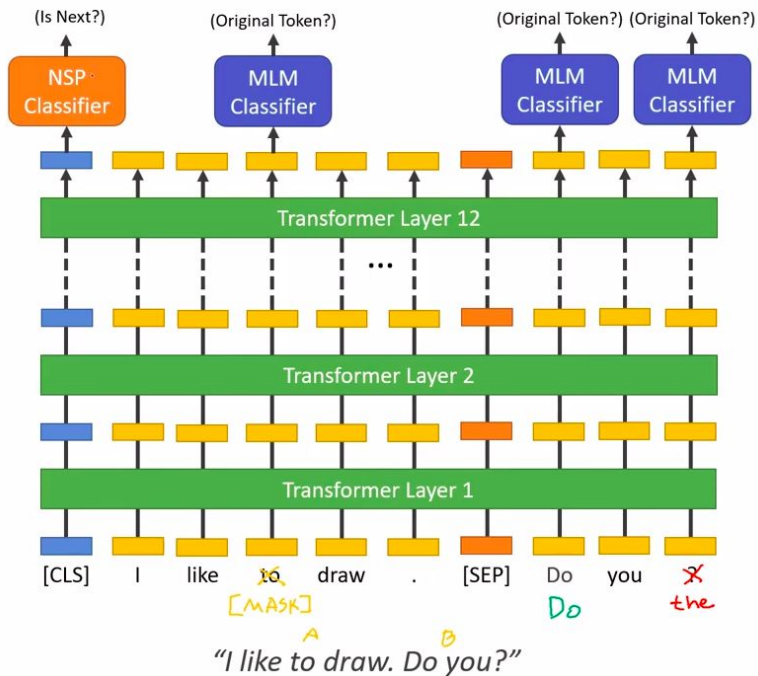 (Is Next?) (Original Token?) (Original Token?) (Original Token?)
NSP Classifier
MLM Classifier
MLM Classifier
MLM Classifier
Transformer Layer 12
...
Transformer Layer 2
Transformer Layer 1
[CLS] I like to draw . [SEP] Do you ?
[MASK] Do the
A B
“I like to draw. Do you?”